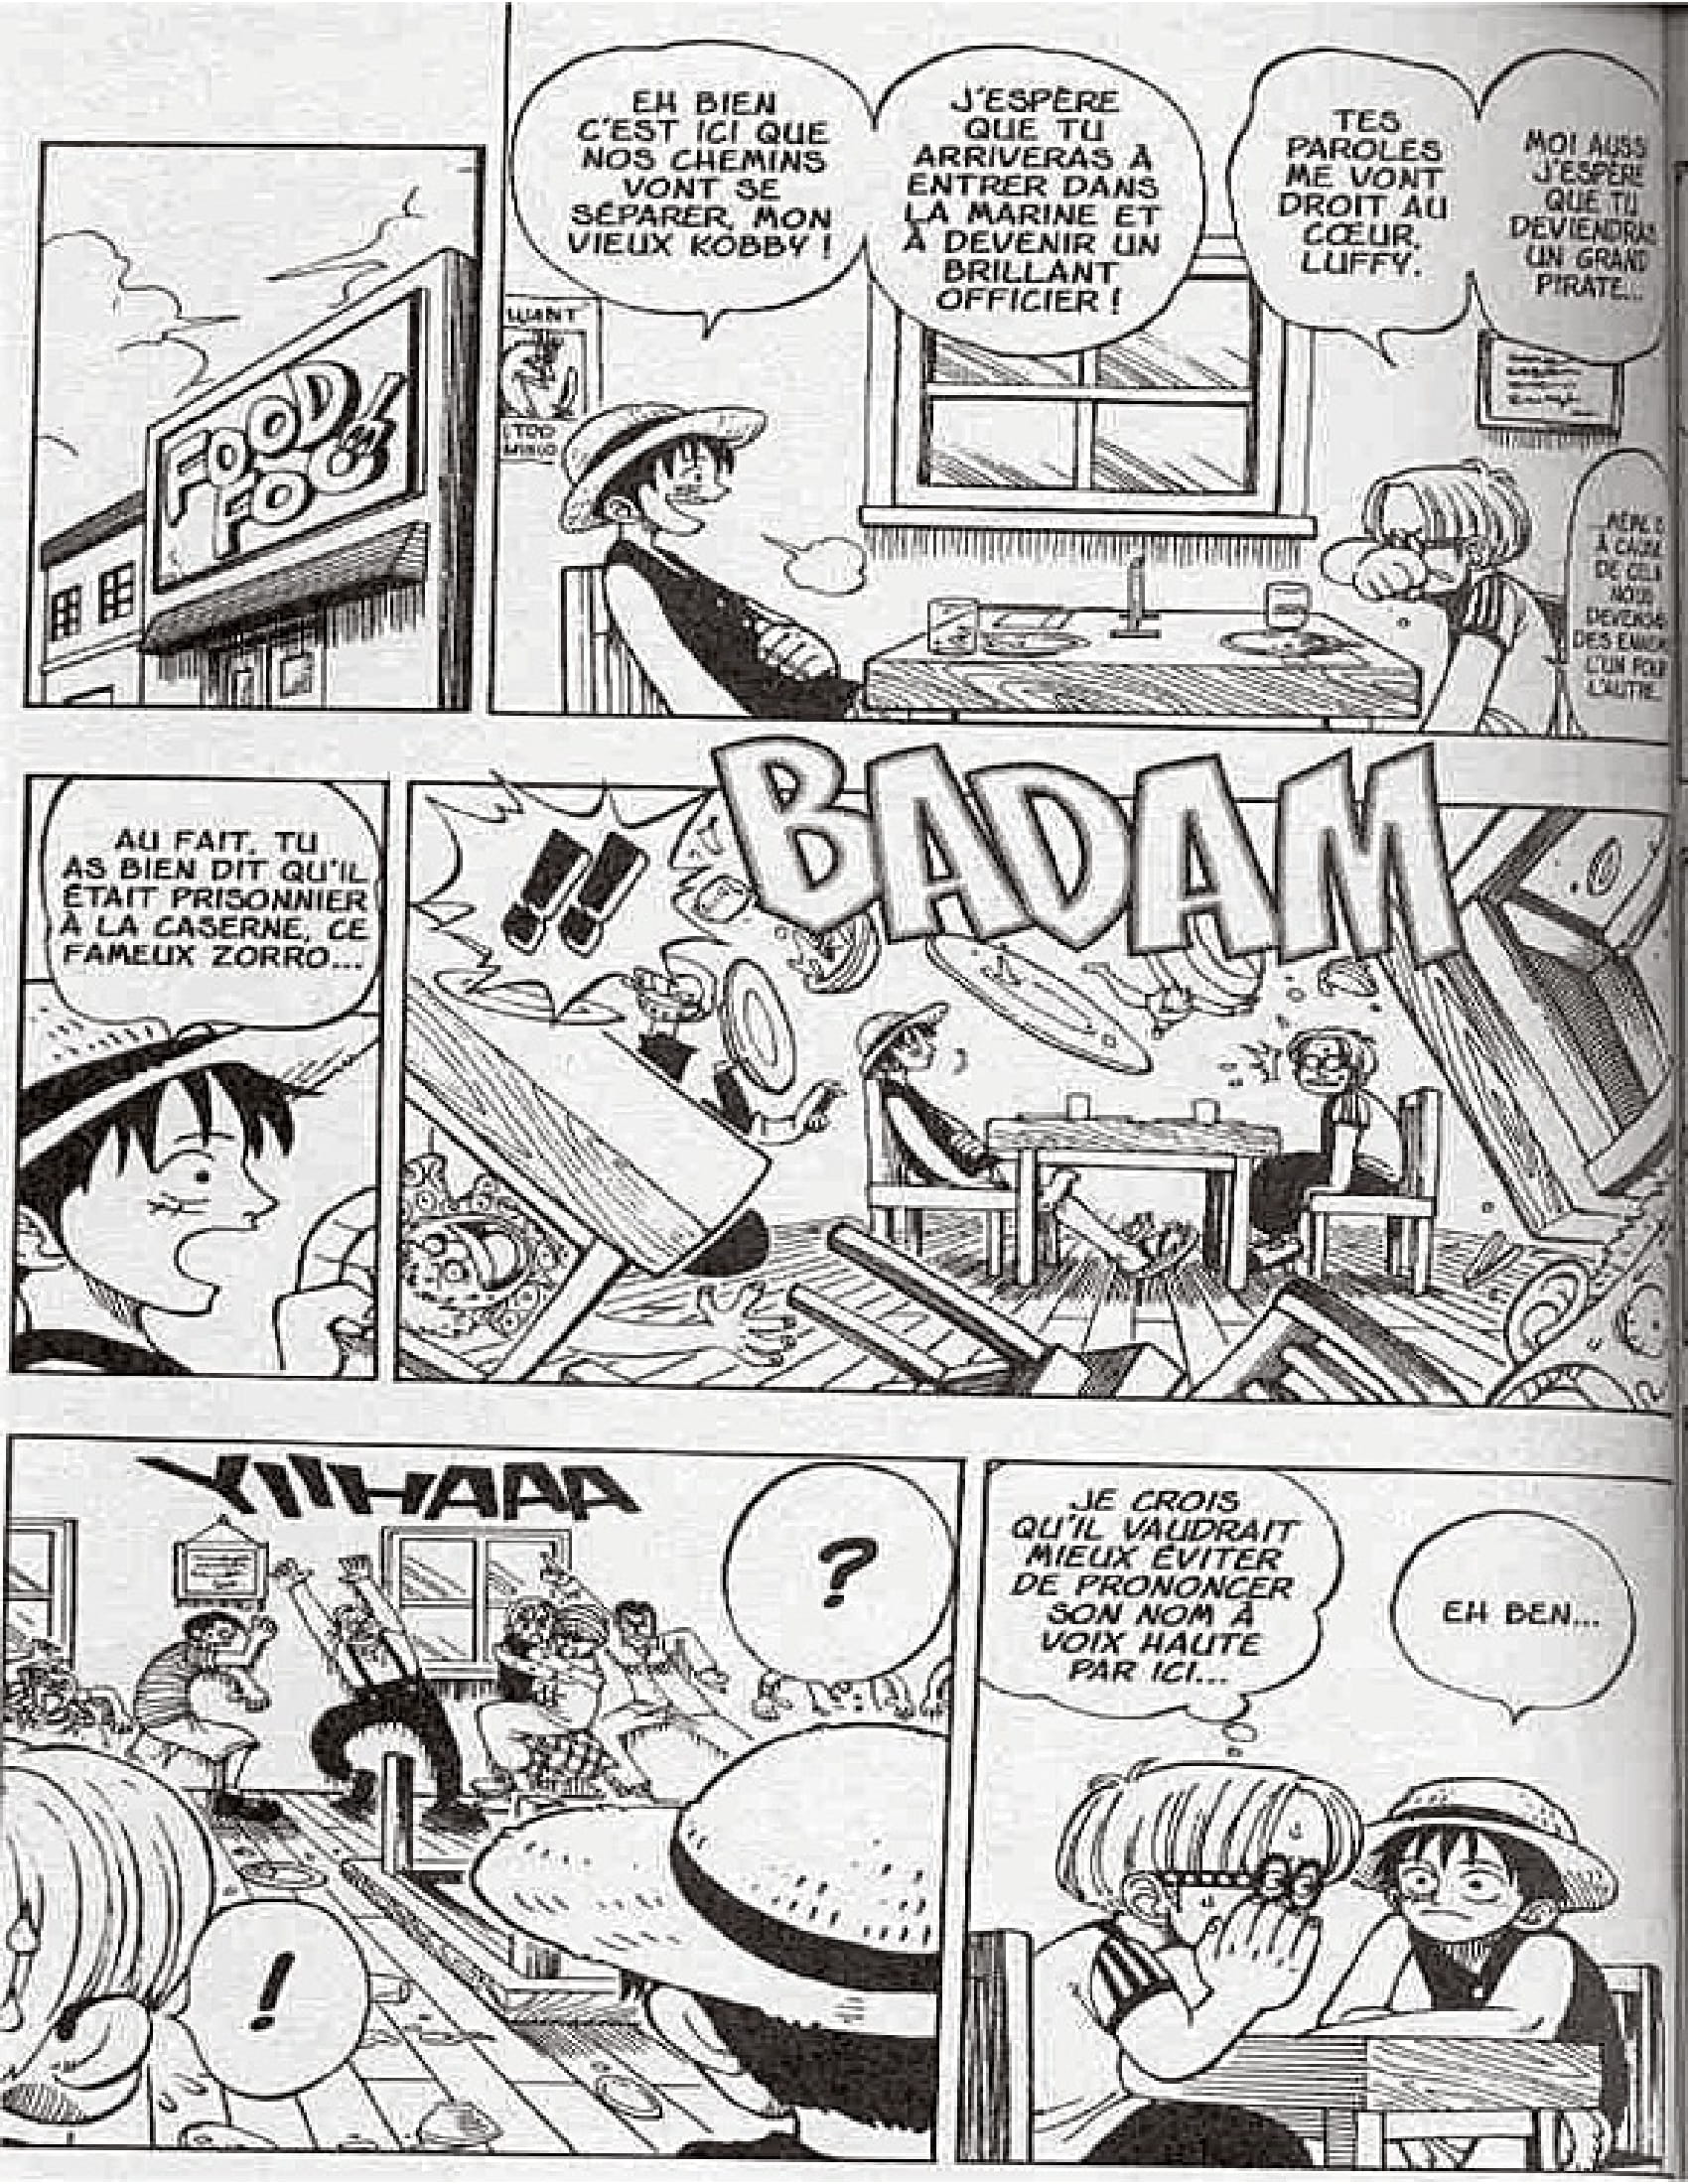 FOOD!
FOO
EH BIEN
C'EST ICI QUE
NOS CHEMINS
VONT SE
SÉPARER, MON
VIEUX KOBBY !
J'ESPÈRE
QUE TU
ARRIVERAS À
ENTRER DANS
LA MARINE ET
À DEVENIR UN
BRILLANT
OFFICIER !
TES
PAROLES
ME VONT
DROIT AU
CŒUR,
LUFFY.
MOI AUSS
J'ESPÈRE
QUE TU
DEVIENDRAS
UN GRAND
PIRATE...
WANT
À CAUSE
DE CELA
NOUS
DEVENONS
DES
L'UN POUR
L'AUTRE.
AU FAIT, TU
AS BIEN DIT QU'IL
ÉTAIT PRISONNIER
À LA CASERNE, CE
FAMEUX ZORRO...
!!
BADAM
YIIHAAA
?
!
JE CROIS
QU'IL VAUDRAIT
MIEUX ÉVITER
DE PRONONCER
SON NOM À
VOIX HAUTE
PAR ICI...
EH BEN...